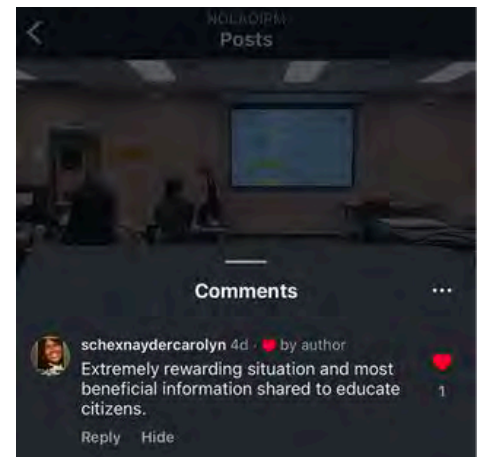 NOLAOIPM
Posts
Comments
...
schexnaydercarolyn 4d · ❤️ by author
Extremely rewarding situation and most
beneficial information shared to educate
citizens.
1
Reply Hide